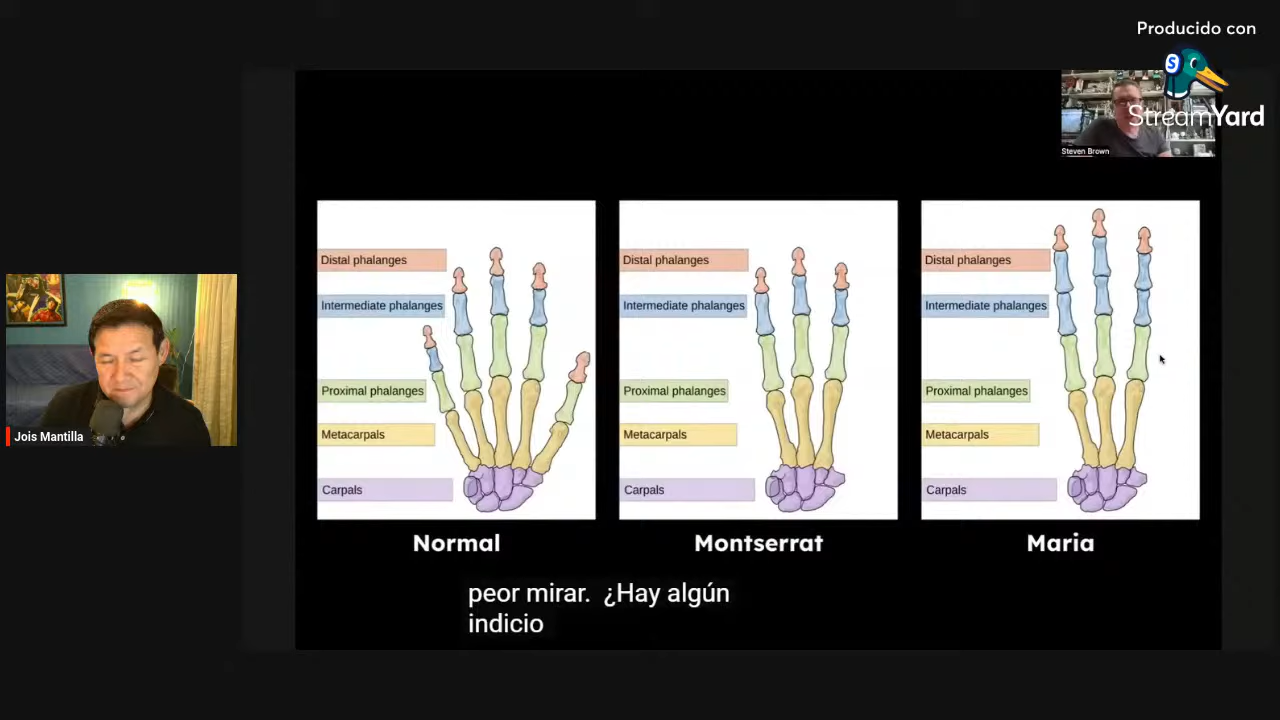 Producido con
S
StreamYard
Steven Brown
Distal phalanges
Intermediate phalanges
Proximal phalanges
Metacarpals
Carpals
Normal
Distal phalanges
Intermediate phalanges
Proximal phalanges
Metacarpals
Carpals
Montserrat
Distal phalanges
Intermediate phalanges
Proximal phalanges
Metacarpals
Carpals
Maria
Jois Mantilla
peor mirar. ¿Hay algún
indicio